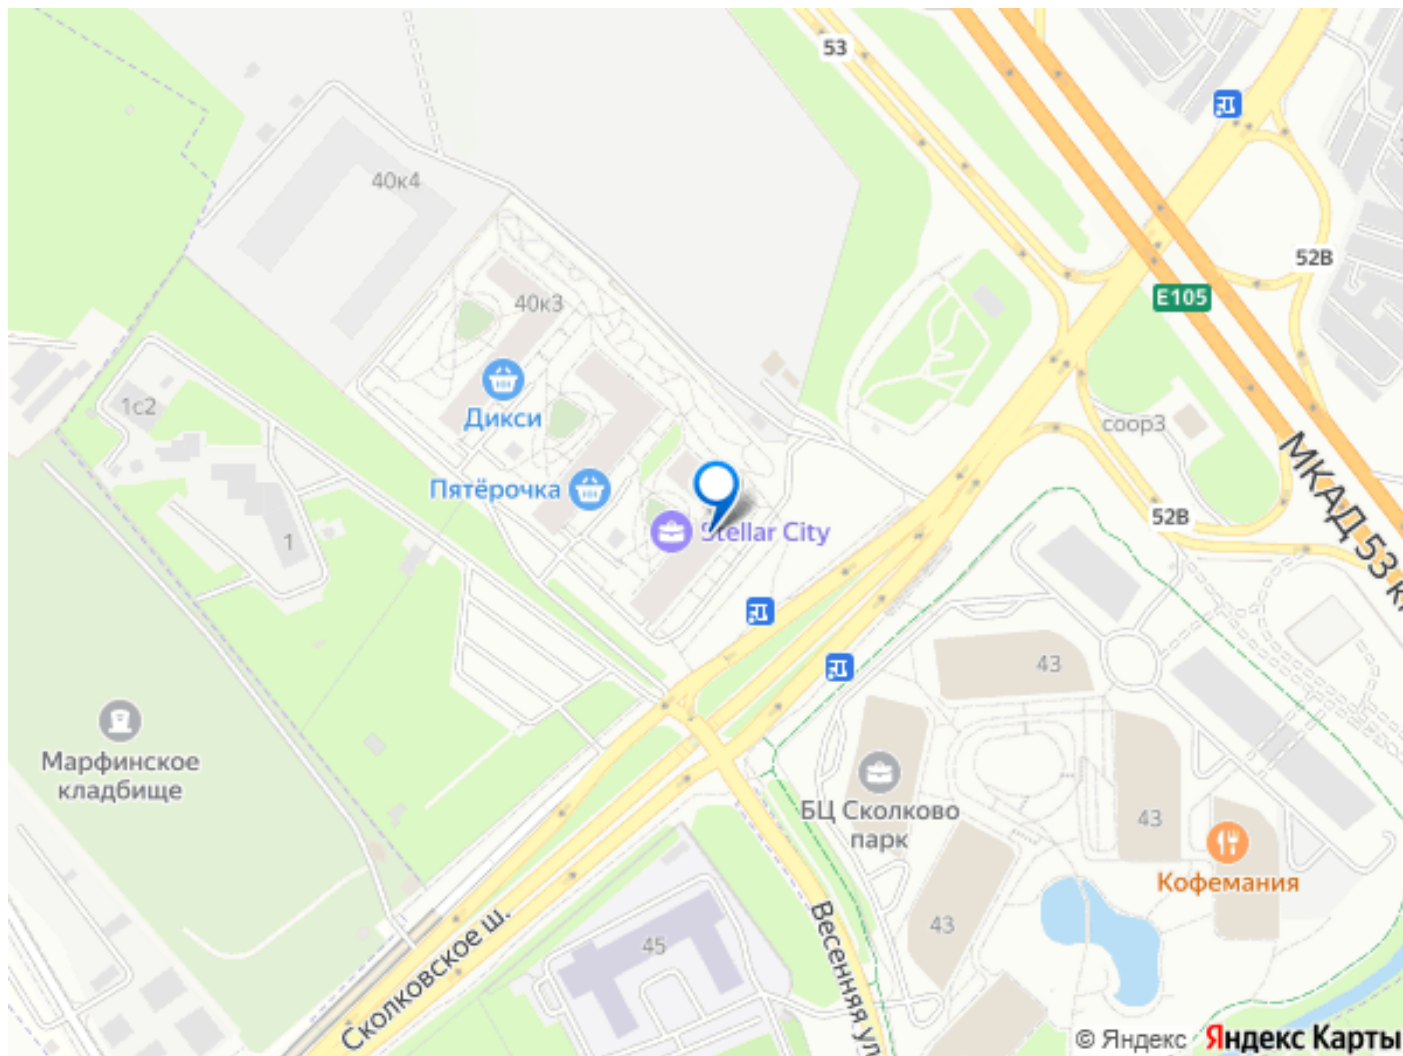 53
40к4
52В
E105
40к3
1с2
Дикси
соор3
Пятёрочка
МКАД 53 к
52В
1
Stellar City
43
Марфинское
кладбище
БЦ Сколково
парк
43
Кофемания
Сколковское ш.
45
Весенняя ул
43
© Яндекс Яндекс Карты